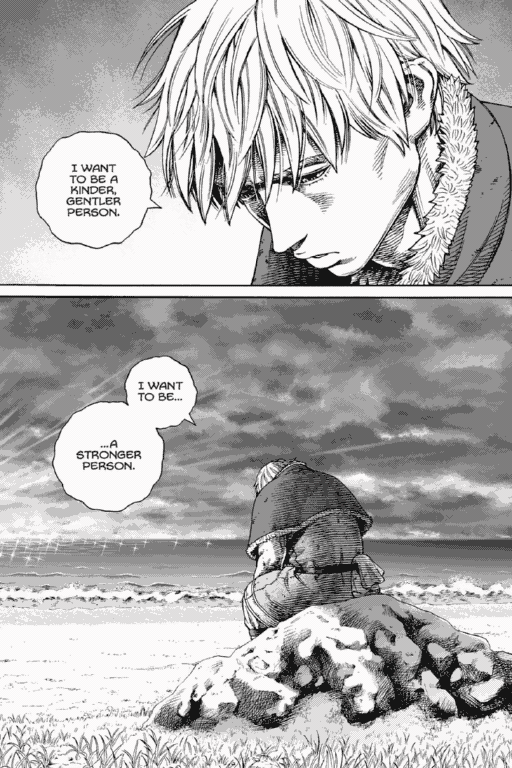 I WANT
TO BE A
KINDER,
GENTLER
PERSON.
I WANT
TO BE...
...A
STRONGER
PERSON.